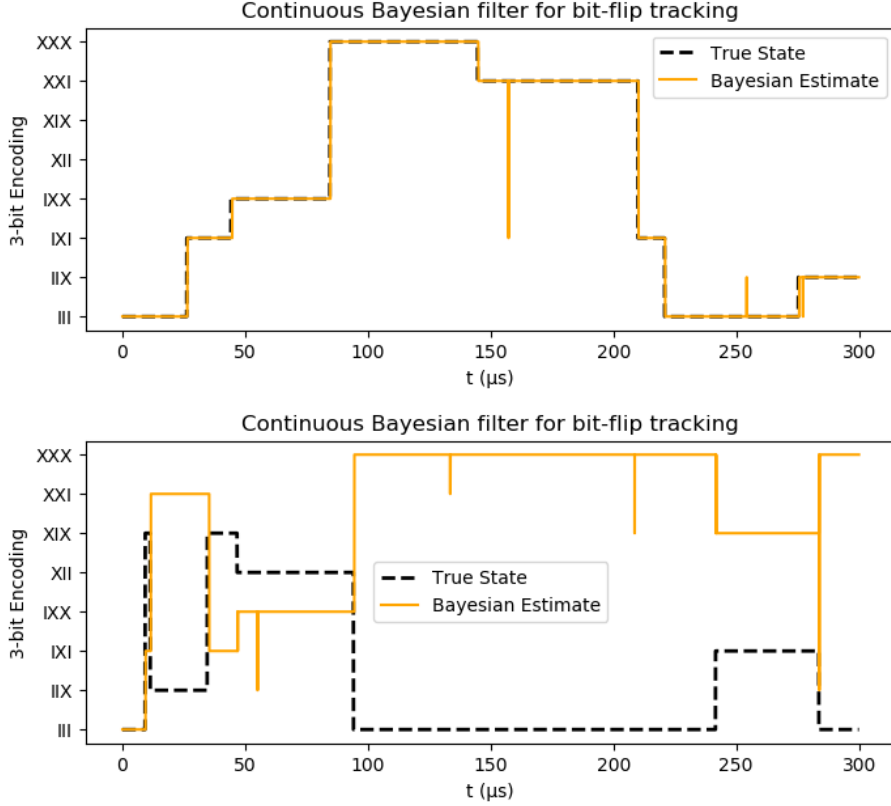 Continuous Bayesian filter for bit-flip tracking
XXX
XXI
XIX
XII
IXX
IXI
IIX
III
3-bit Encoding
True State
Bayesian Estimate
0 50 100 150 200 250 300
t (μs)
Continuous Bayesian filter for bit-flip tracking
XXX
XXI
XIX
XII
IXX
IXI
IIX
III
3-bit Encoding
True State
Bayesian Estimate
0 50 100 150 200 250 300
t (μs)